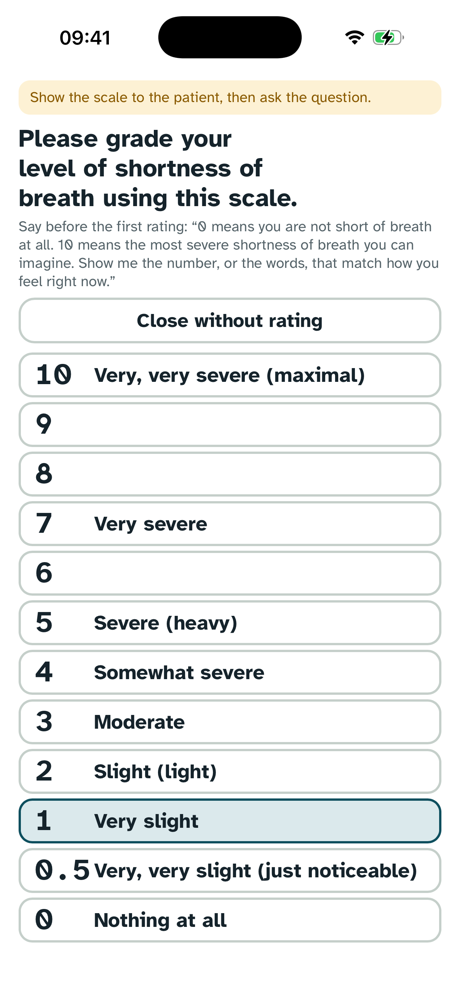 09:41
Show the scale to the patient, then ask the question.
Please grade your
level of shortness of
breath using this scale.
Say before the first rating: “0 means you are not short of breath
at all. 10 means the most severe shortness of breath you can
imagine. Show me the number, or the words, that match how you
feel right now.”
Close without rating
10 Very, very severe (maximal)
9
8
7 Very severe
6
5 Severe (heavy)
4 Somewhat severe
3 Moderate
2 Slight (light)
1 Very slight
0.5 Very, very slight (just noticeable)
0 Nothing at all